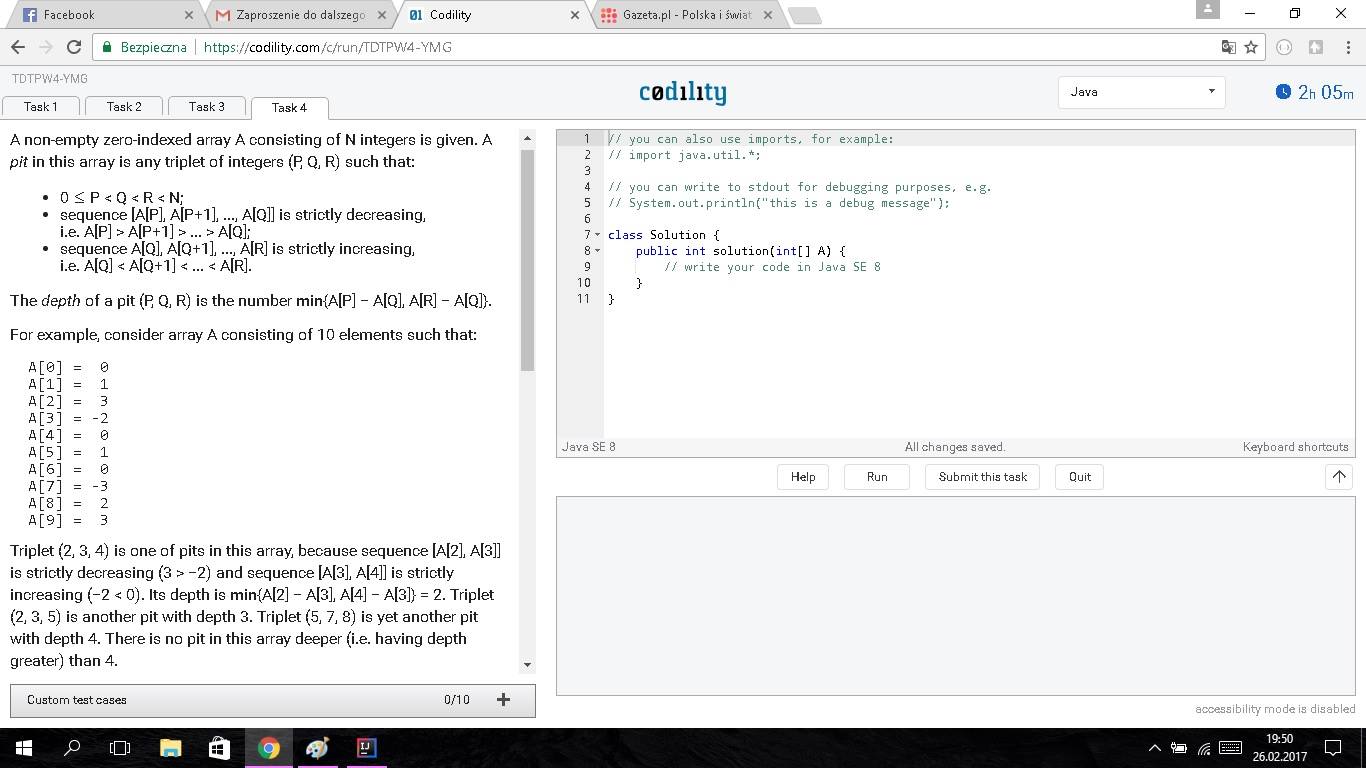 Facebook
Zaproszenie do dalszego
Codility
Gazeta.pl - Polska i świat
Bezpieczna
https://codility.com/c/run/TDTPW4-YMG
TDTPW4-YMG
Task 1
Task 2
Task 3
Task 4
codility
Java
2h 05m
A non-empty zero-indexed array A consisting of N integers is given. A
pit in this array is any triplet of integers (P, Q, R) such that:
• 0 ≤ P < Q < R < N;
• sequence [A[P], A[P+1], ..., A[Q]] is strictly decreasing,
i.e. A[P] > A[P+1] > ... > A[Q];
• sequence A[Q], A[Q+1], ..., A[R] is strictly increasing,
i.e. A[Q] < A[Q+1] < ... < A[R].
The depth of a pit (P, Q, R) is the number min{A[P] − A[Q], A[R] − A[Q]}.
For example, consider array A consisting of 10 elements such that:
A[0] = 0
A[1] = 1
A[2] = 3
A[3] = -2
A[4] = 0
A[5] = 1
A[6] = 0
A[7] = -3
A[8] = 2
A[9] = 3
Triplet (2, 3, 4) is one of pits in this array, because sequence [A[2], A[3]]
is strictly decreasing (3 > −2) and sequence [A[3], A[4]] is strictly
increasing (−2 < 0). Its depth is min{A[2] − A[3], A[4] − A[3]} = 2. Triplet
(2, 3, 5) is another pit with depth 3. Triplet (5, 7, 8) is yet another pit
with depth 4. There is no pit in this array deeper (i.e. having depth
greater) than 4.
Custom test cases
0/10
1 // you can also use imports, for example:
2 // import java.util.*;
3
4 // you can write to stdout for debugging purposes, e.g.
5 // System.out.println("this is a debug message");
6
7 class Solution {
8 public int solution(int[] A) {
9 // write your code in Java SE 8
10 }
11 }
Java SE 8
All changes saved.
Keyboard shortcuts
Help
Run
Submit this task
Quit
accessibility mode is disabled
19:50
26.02.2017